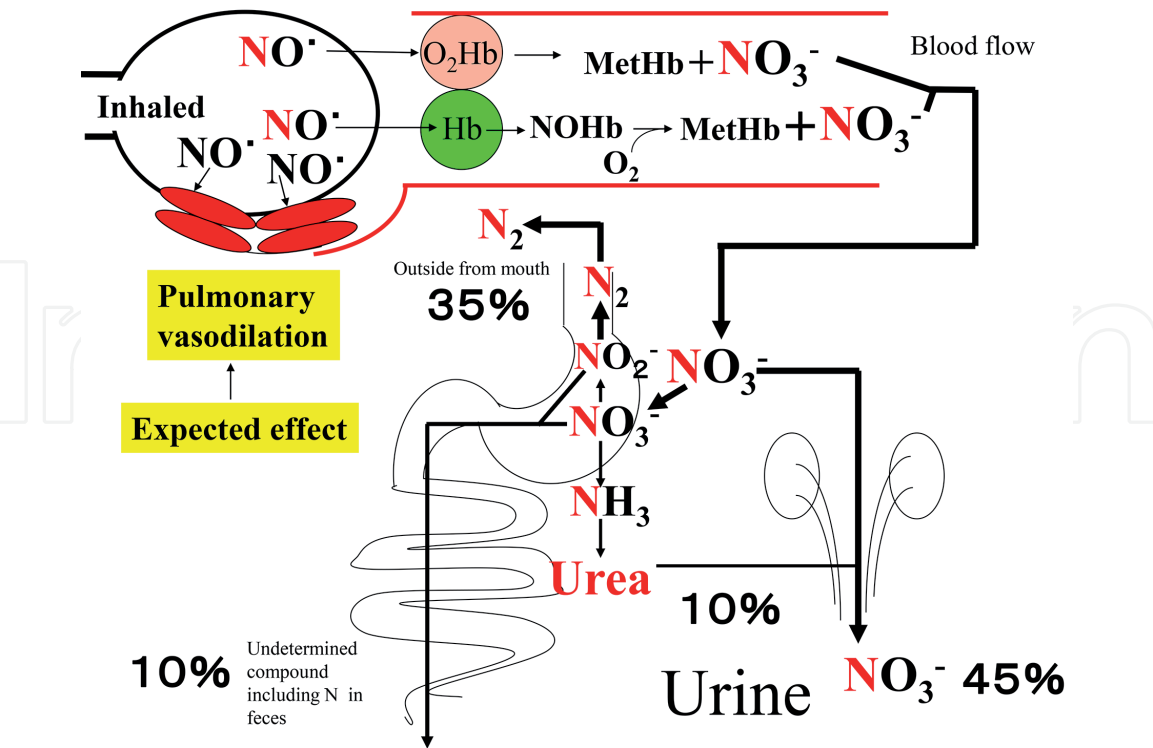 NO·
O₂Hb
MetHb+NO₃⁻
Blood flow
Inhaled
NO·
Hb
NOHb
MetHb+NO₃⁻
O₂
NO·
NO·
N₂
Outside from mouth
35%
N₂
Pulmonary
vasodilation
NO₂⁻
NO₃⁻
Expected effect
NO₃⁻
NH₃
Urea
10%
10%
Undetermined
compound
including N in
feces
Urine
NO₃⁻ 45%